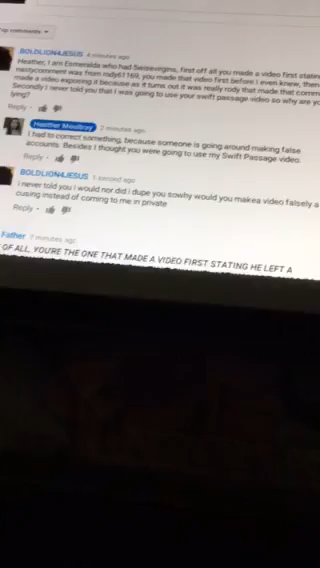 Top comments
BOLDLION4JESUS 4 minutes ago
Heather, I am Esmeralda who had first off all you made a video first statin
was from rody61169, you made that video first before I even knew, then
made a video exposing it because as it turns out it was really rody that made that comm
Secondly I never told you that I was going to use your swift passage video so why are yo
lying?
Reply
Heather Moultray 2 minutes ago
I had to correct something, because someone is going around making false
accounts. Besides I thought you were going to use my Swift Passage video.
Reply
BOLDLION4JESUS 1 second ago
i never told you i would nor did i dupe you sowhy would you makea video falsely a
cusing instead of coming to me in private
Reply
Father 7 minutes ago
OF ALL, YOURE THE ONE THAT MADE A VIDEO FIRST STATING HE LEFT A